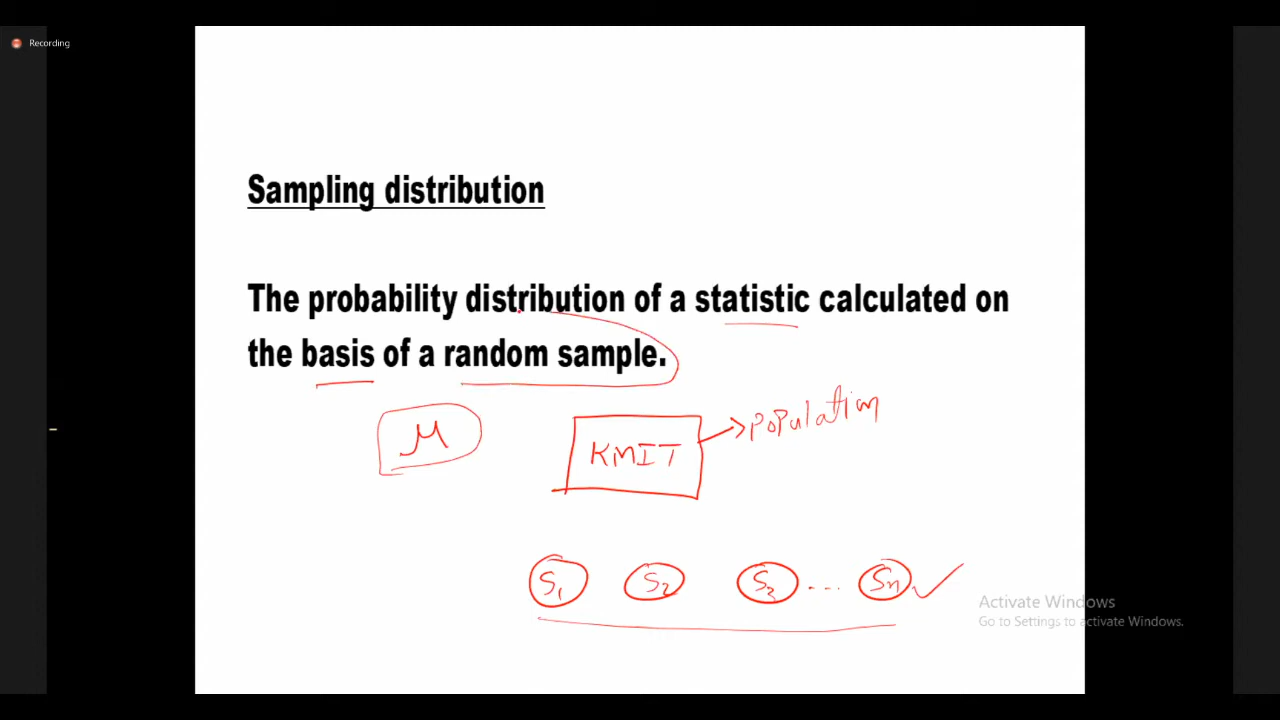 Recording
Sampling distribution
The probability distribution of a statistic calculated on
the basis of a random sample.
μ
KMIT
population
S1 S2 S3 ... Sn
Activate Windows
Go to Settings to activate Windows.